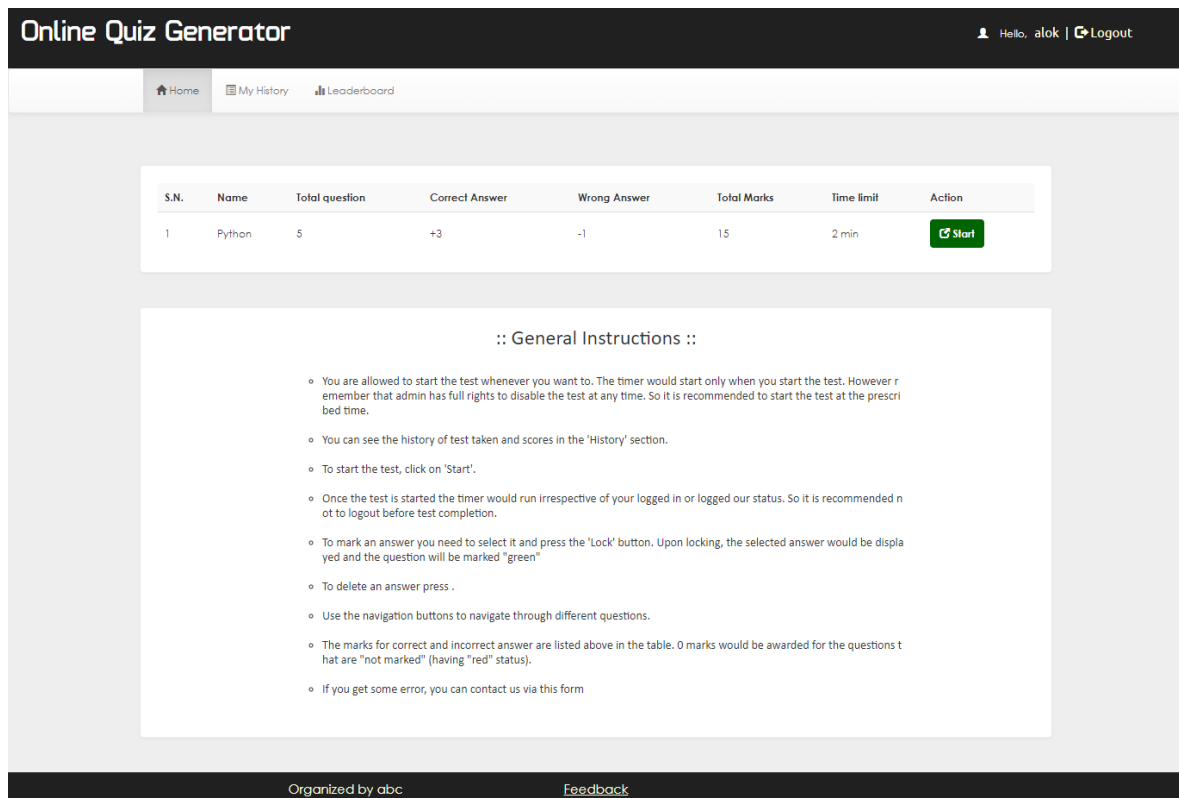 Online Quiz Generator
Hello, alok | Logout
Home My History Leaderboard
S.N. Name Total question Correct Answer Wrong Answer Total Marks Time limit Action
1 Python 5 +3 -1 15 2 min Start
:: General Instructions ::
You are allowed to start the test whenever you want to. The timer would start only when you start the test. However r
emember that admin has full rights to disable the test at any time. So it is recommended to start the test at the prescri
bed time.
You can see the history of test taken and scores in the 'History' section.
To start the test, click on 'Start'.
Once the test is started the timer would run irrespective of your logged in or logged our status. So it is recommended n
ot to logout before test completion.
To mark an answer you need to select it and press the 'Lock' button. Upon locking, the selected answer would be displa
yed and the question will be marked "green"
To delete an answer press .
Use the navigation buttons to navigate through different questions.
The marks for correct and incorrect answer are listed above in the table. 0 marks would be awarded for the questions t
hat are "not marked" (having "red" status).
If you get some error, you can contact us via this form
Organized by abc Feedback